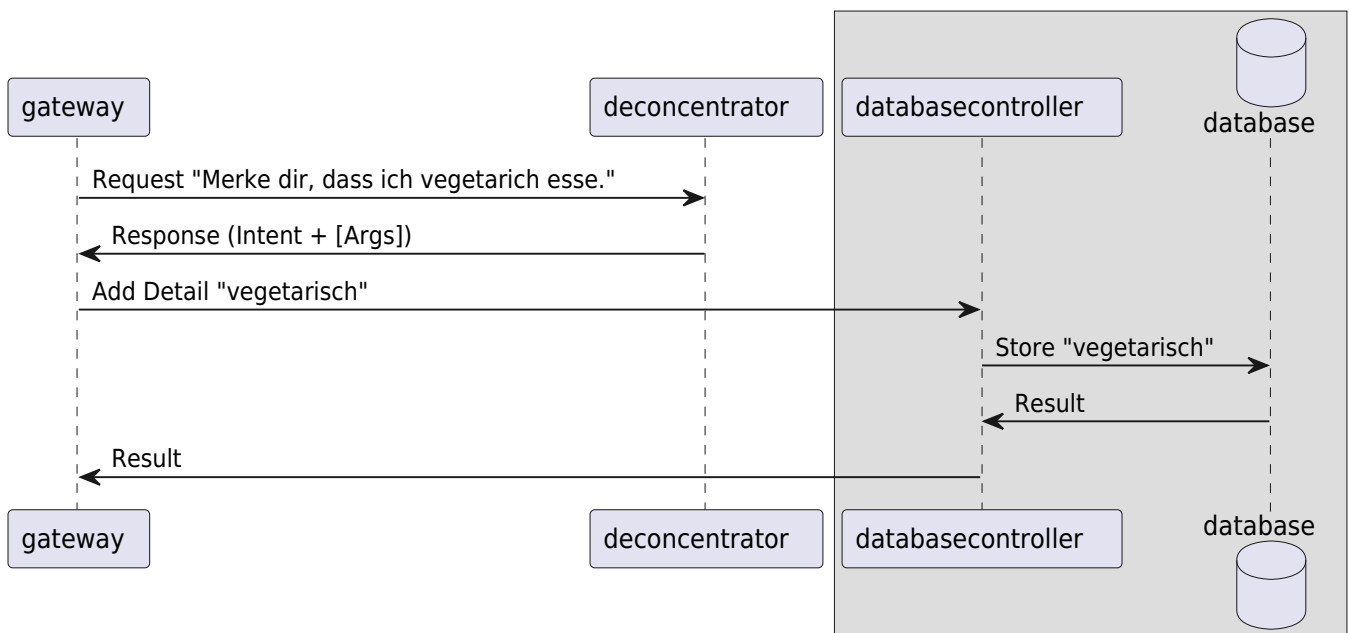 gateway
deconcentrator
databasecontroller
database
Request "Merke dir, dass ich vegetarich esse."
Response (Intent + [Args])
Add Detail "vegetarisch"
Store "vegetarisch"
Result
Result
gateway
deconcentrator
databasecontroller
database